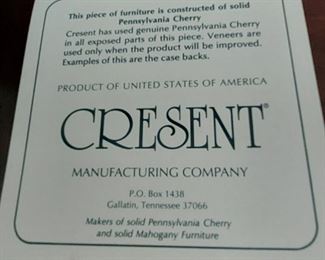 This piece of furniture is constructed of solid
Pennsylvania Cherry
Cresent has used genuine Pennsylvania Cherry
in all exposed parts of this piece. Veneers are
used only when the product will be improved.
Examples of this are the case backs.
PRODUCT OF UNITED STATES OF AMERICA
CRESENT®
MANUFACTURING COMPANY
P.O. Box 1438
Gallatin, Tennessee 37066
Makers of solid Pennsylvania Cherry
and solid Mahogany Furniture